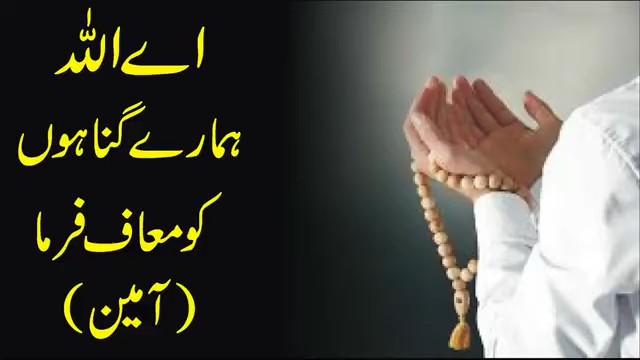 اے اللہ
ہمارے گناہوں
کو معاف فرما
(آمین)